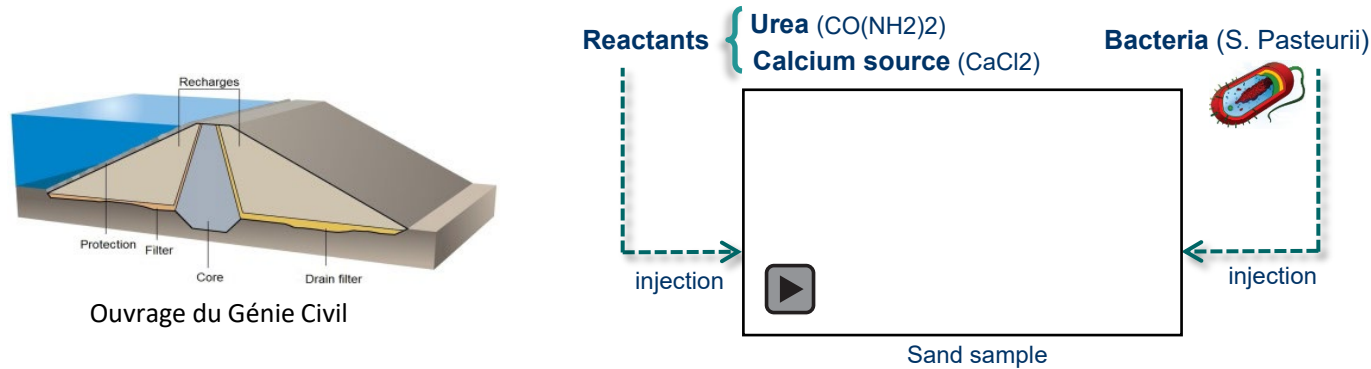 Recharges
Protection
Filter
Core
Drain filter
Ouvrage du Génie Civil
Reactants
Urea (CO(NH2)2)
Calcium source (CaCl2)
Bacteria (S. Pasteurii)
injection
injection
Sand sample